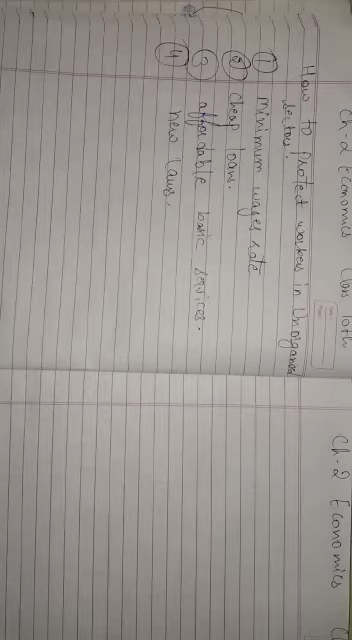 Ch-2 Economics Class 10th
How to Protect workers in Unorganised
sector.
① minimum wages rate
② Cheap loans.
③ affordable basic services.
④ new laws.
Ch-2 Economics